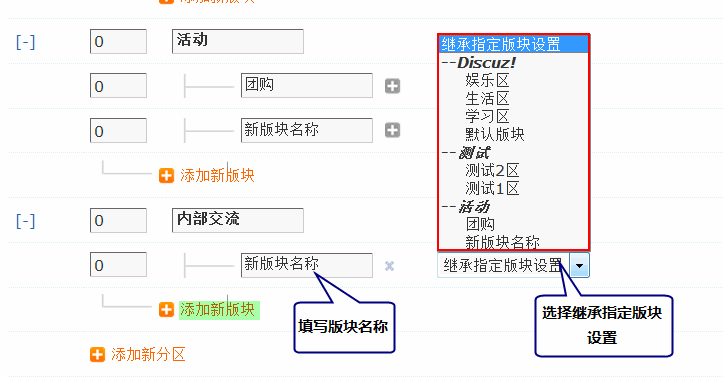 添加新版块
[-] 0 活动
0 团购
0 新版块名称
添加新版块
[-] 0 内部交流
0 新版块名称
添加新版块
添加新分区
继承指定版块设置
--Discuz!
娱乐区
生活区
学习区
默认版块
--测试
测试2区
测试1区
--活动
团购
新版块名称
继承指定版块设置
填写版块名称
选择继承指定版块
设置